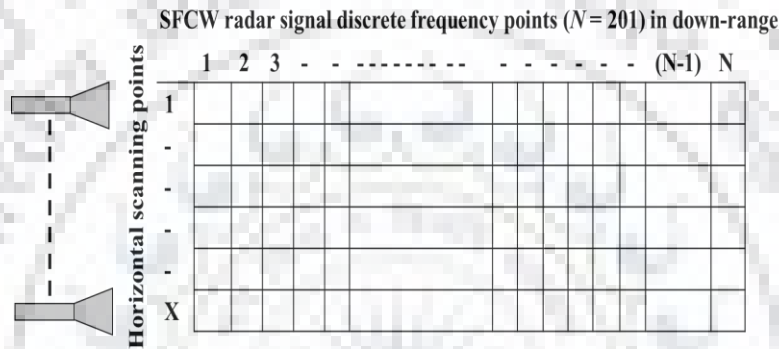 SFCW radar signal discrete frequency points (N = 201) in down-range
Horizontal scanning points
1 2 3 - - - - - - - - - - - - - - - - - (N-1) N
1
-
-
-
-
X